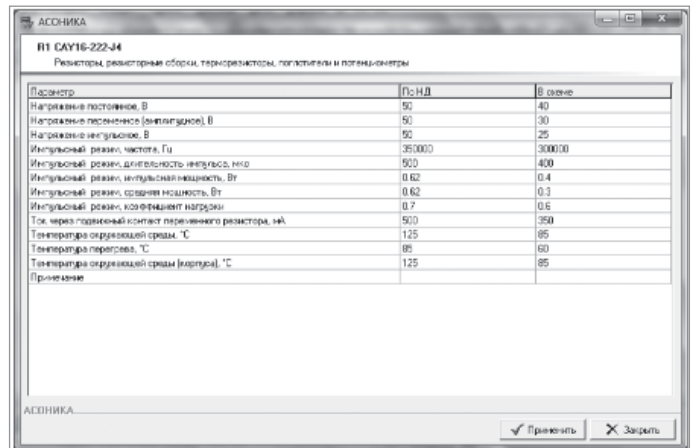 АСОНИКА
R1 CAY16-222-J4
Резисторы, резисторные сборки, терморезисторы, поглотители и потенциометры
Параметр По НД В схеме
Напряжение постоянное, В 50 40
Напряжение переменное (амплитудное), В 50 30
Напряжение импульсное, В 50 25
Импульсный режим, частота, Гц 350000 300000
Импульсный режим, длительность импульса, мкс 500 400
Импульсный режим, импульсная мощность, Вт 0.62 0.4
Импульсный режим, средняя мощность, Вт 0.62 0.3
Импульсный режим, коэффициент нагрузки 0.7 0.6
Ток через подвижный контакт переменного резистора, мА 500 350
Температура окружающей среды, °C 125 85
Температура перегрева, °C 85 60
Температура окружающей среды (корпуса), °C 125 85
Примечание
АСОНИКА
Применить Закрыть